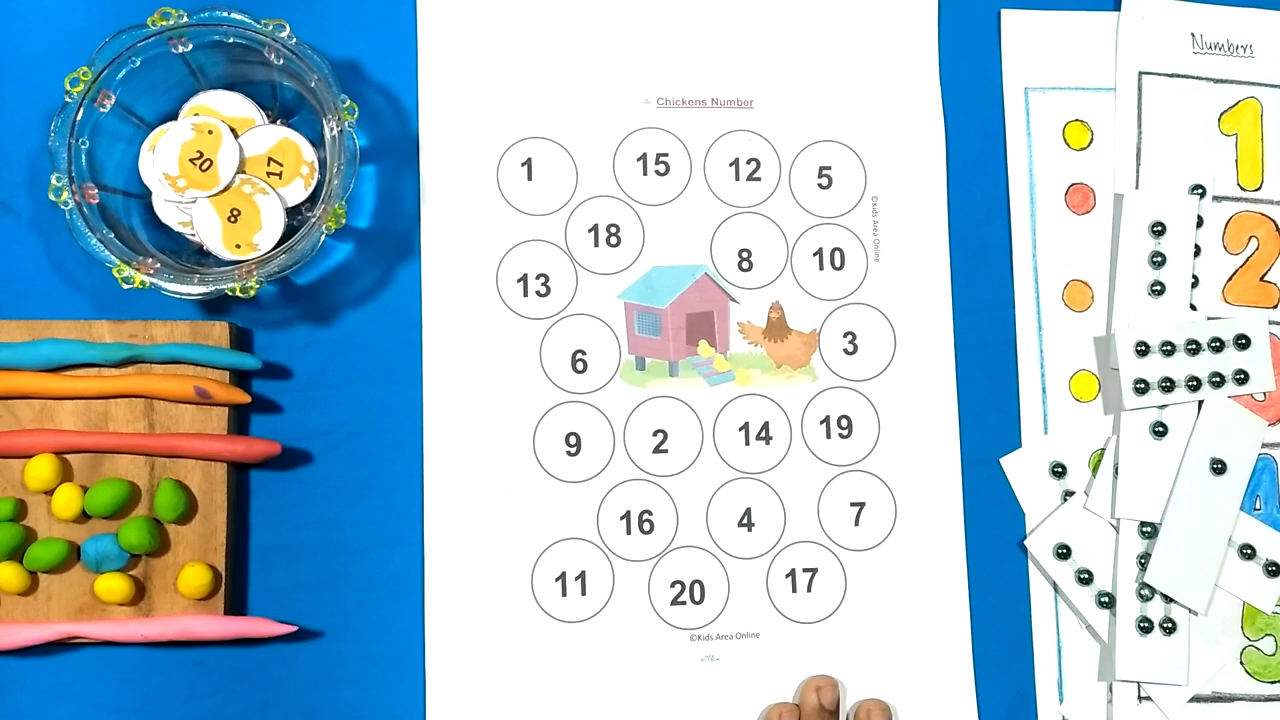 Chickens Number
1 15 12 5
18 8 10
13
6 3
9 2 14 19
16 4 7
11 20 17
©Kids Area Online
©Kids Area Online
20
17
8
Numbers
1
2
5